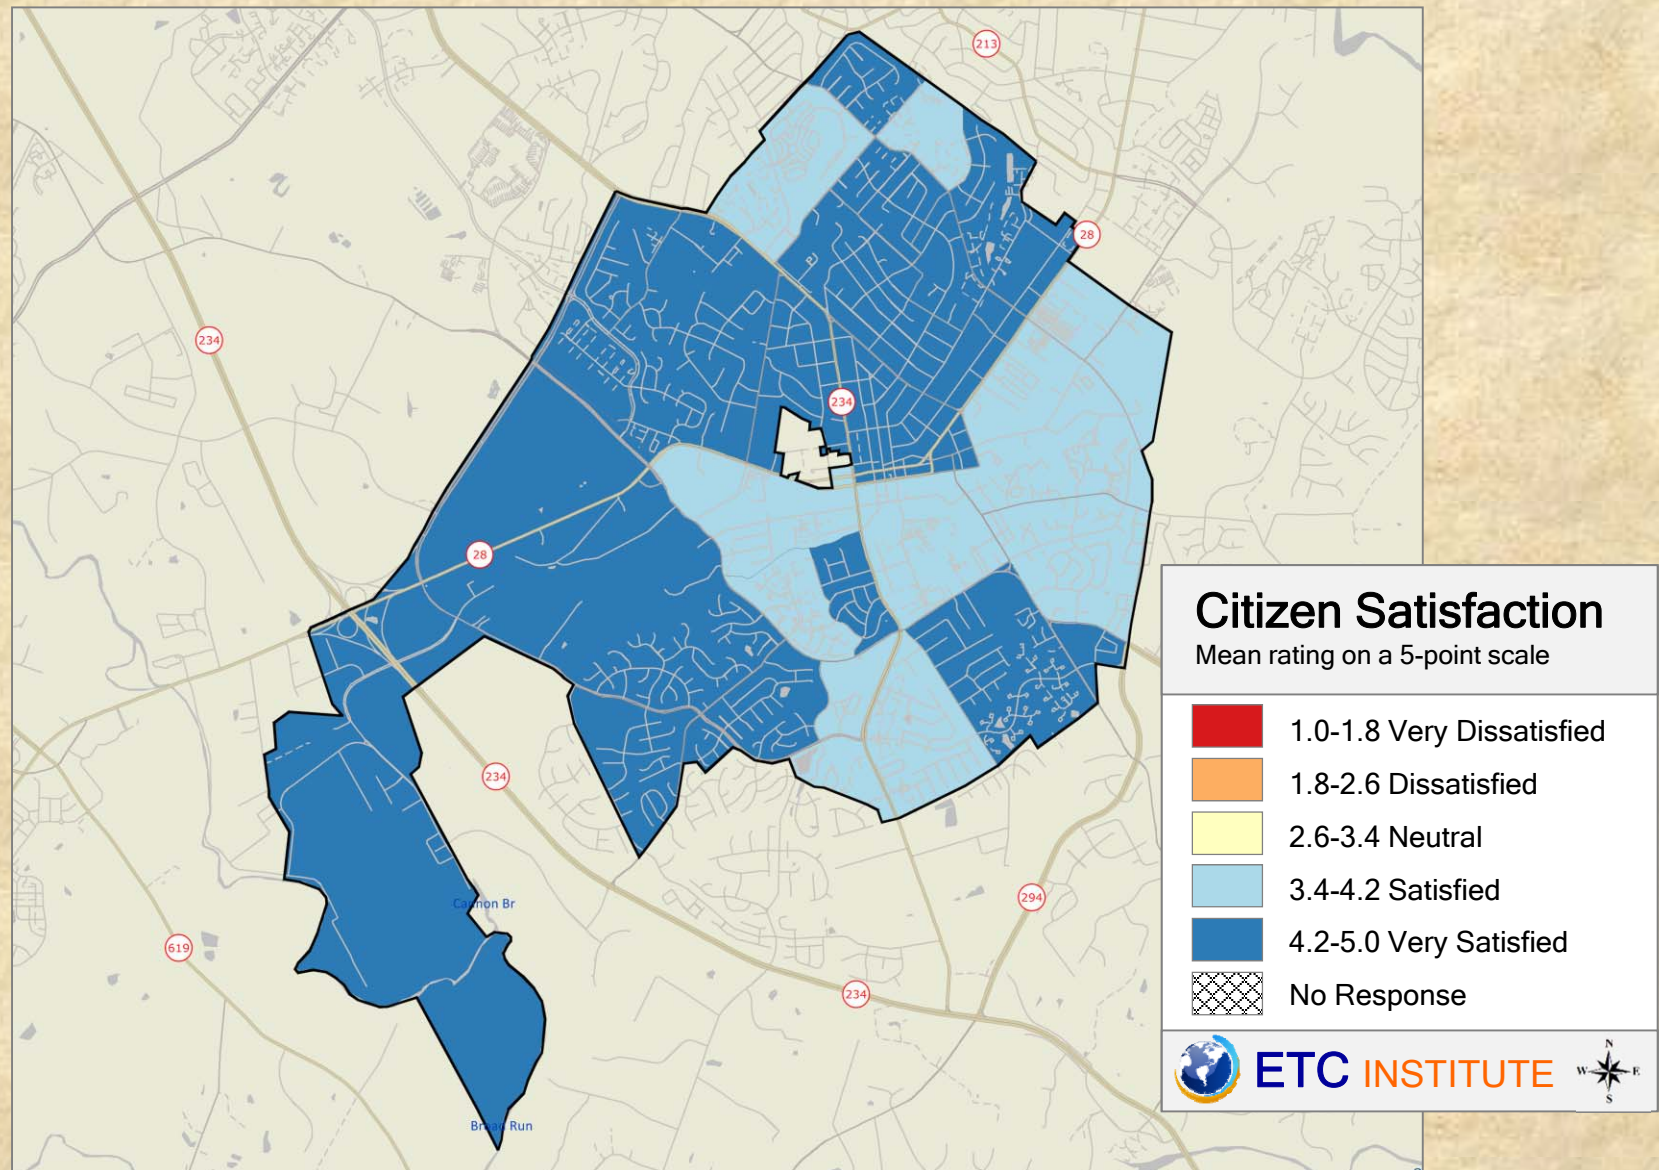 213
28
234
234
28
234
Cannon Br
294
619
234
Broad Run
Citizen Satisfaction
Mean rating on a 5-point scale
1.0-1.8 Very Dissatisfied
1.8-2.6 Dissatisfied
2.6-3.4 Neutral
3.4-4.2 Satisfied
4.2-5.0 Very Satisfied
No Response
ETC INSTITUTE
N
W E
S